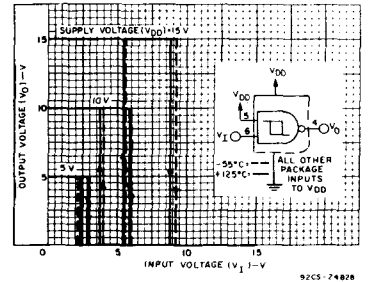 SUPPLY VOLTAGE (VDD)=15 V
15
10 V
10
5 V
5
0
OUTPUT VOLTAGE (VO)—V
0 5 10 15
INPUT VOLTAGE (VI)—V
VDD
VDD
5
4
VO
VI
6
-55°C= ———
+125°C= ———
ALL OTHER
PACKAGE
INPUTS
TO VDD
92CS-24828